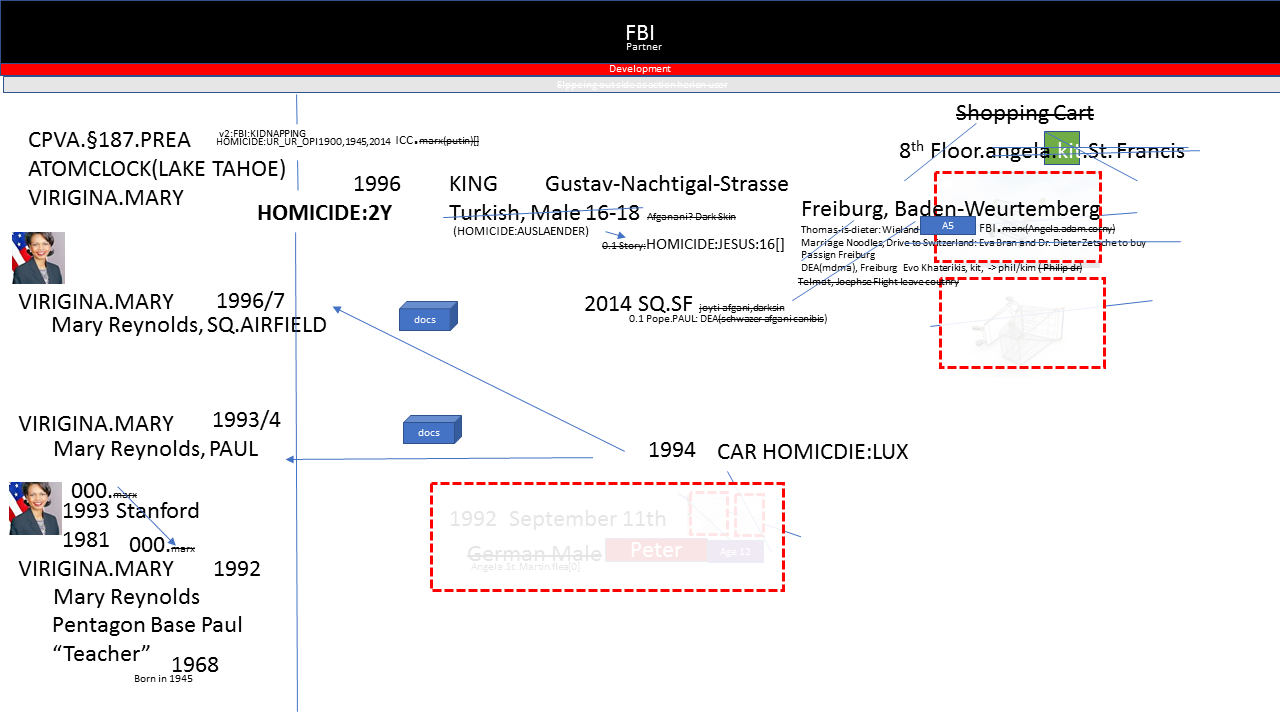 FBI
Partner
Development
Shopping Cart
8th Floor.angela.kit.St. Francis
CPVA.§187.PREA
v2:FBI:KIDNAPPING
HOMICIDE:UR_UR_OPI1900,1945,2014 ICC.marx(putin)[]
ATOMCLOCK(LAKE TAHOE)
VIRIGINA.MARY
1996 KING Gustav-Nachtigal-Strasse
HOMICIDE:2Y Turkish, Male 16-18 Afganani? Dark Skin
(HOMICIDE:AUSLAENDER)
0.1 Story:HOMICIDE:JESUS:16[]
Freiburg, Baden-Weurtemberg
Thomas-is-dieter: Wieland A5 FBI.marx(Angela.adam.co.ny)
Marriage Noodles, Drive to Switzerland: Eva Bran and Dr. Dieter Zetsche to buy
Passign Freiburg
DEA(mdma), Freiburg Evo Khaterikis, kit, -> phil/kim ( Philip dr)
Telmot, Joephse Flight leave couthry
VIRIGINA.MARY 1996/7
Mary Reynolds, SQ.AIRFIELD
docs
2014 SQ.SF joyti afgani,darksin
0.1 Pope.PAUL: DEA(schwazer afgani canibis)
VIRIGINA.MARY 1993/4
Mary Reynolds, PAUL
docs
1994 CAR HOMICDIE:LUX
000.marx
1993 Stanford
1981 000.marx
1992 September 11th
German Male Peter Age 12
Angela.St. Martin.flea[0]
VIRIGINA.MARY 1992
Mary Reynolds
Pentagon Base Paul
“Teacher”
1968
Born in 1945